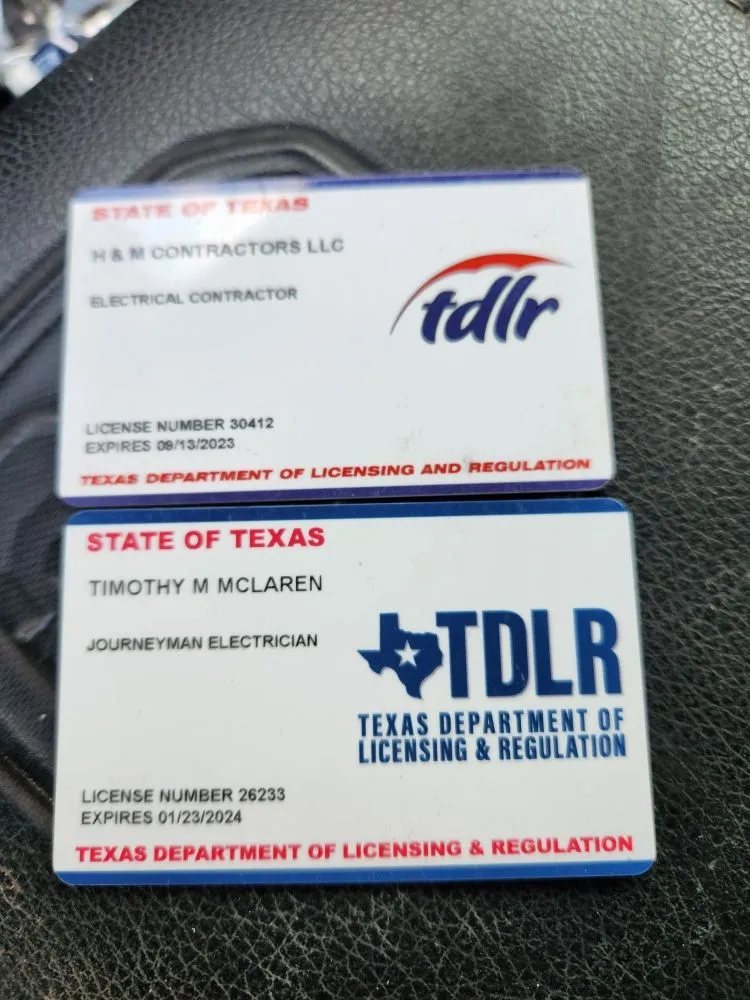 STATE OF TEXAS
H & M CONTRACTORS LLC
ELECTRICAL CONTRACTOR
tdlr
LICENSE NUMBER 30412
EXPIRES 09/13/2023
TEXAS DEPARTMENT OF LICENSING AND REGULATION
STATE OF TEXAS
TIMOTHY M MCLAREN
JOURNEYMAN ELECTRICIAN
TDLR
TEXAS DEPARTMENT OF
LICENSING & REGULATION
LICENSE NUMBER 26233
EXPIRES 01/23/2024
TEXAS DEPARTMENT OF LICENSING & REGULATION